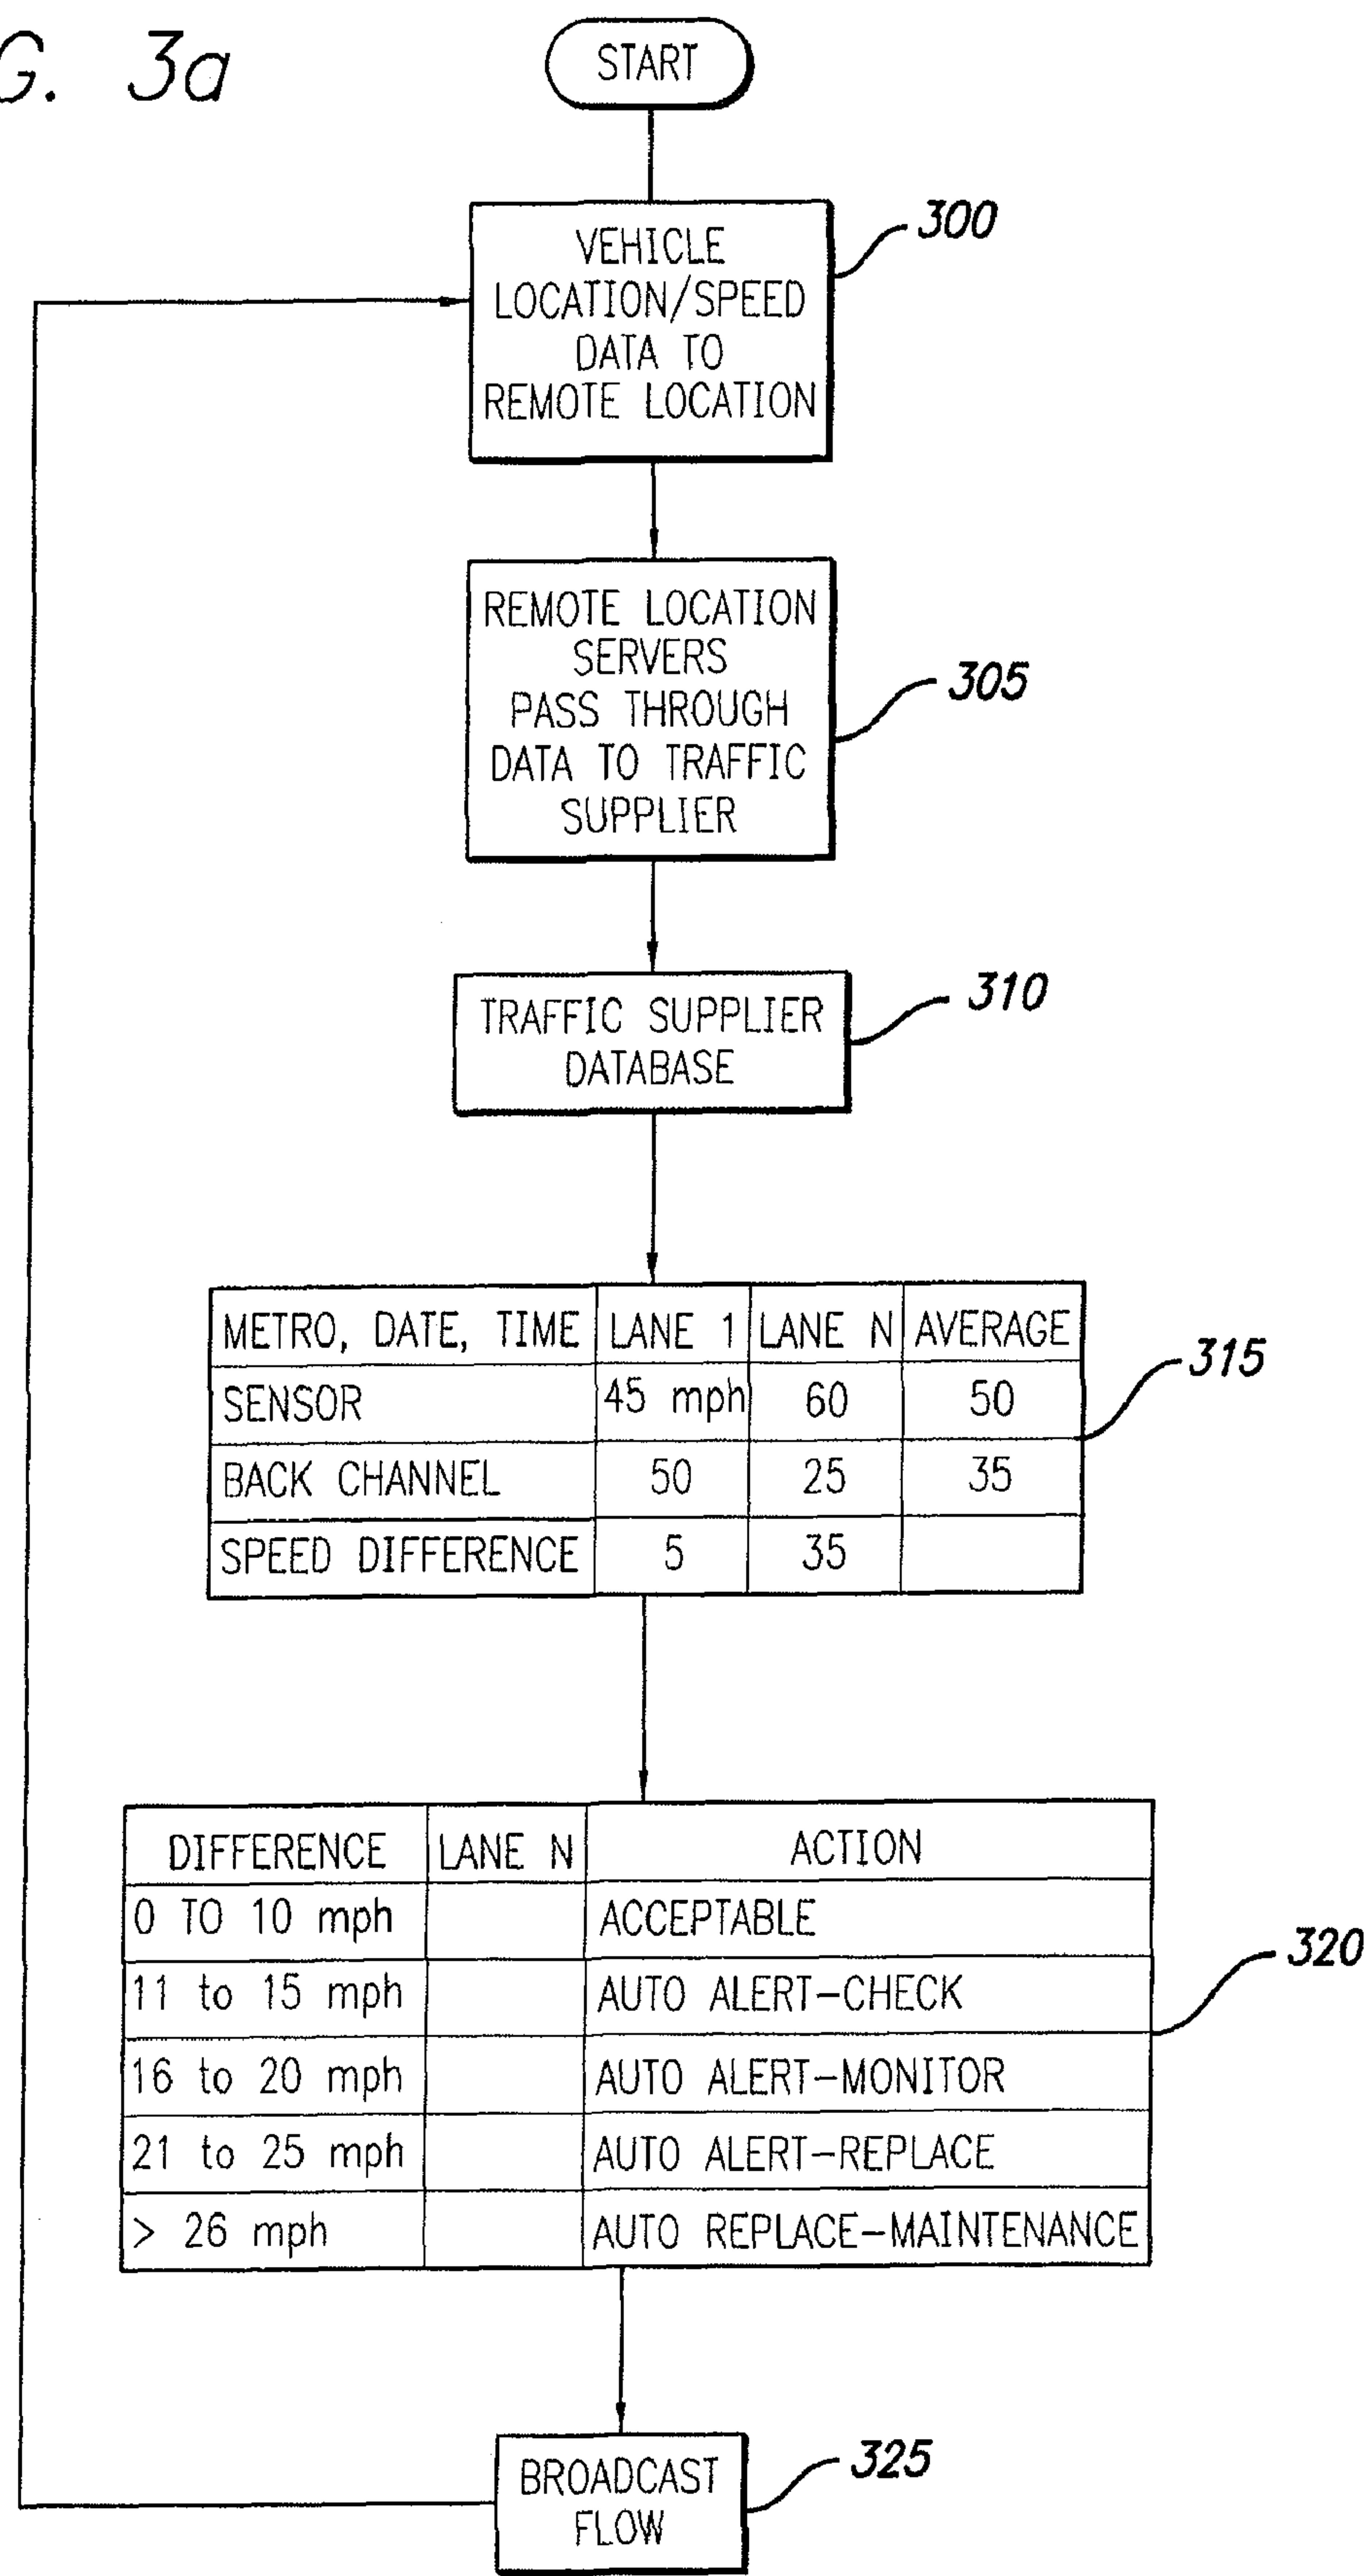 G. 3a
START
VEHICLE
LOCATION/SPEED
DATA TO
REMOTE LOCATION
300
REMOTE LOCATION
SERVERS
PASS THROUGH
DATA TO TRAFFIC
SUPPLIER
305
TRAFFIC SUPPLIER
DATABASE
310
METRO, DATE, TIME LANE 1 LANE N AVERAGE
SENSOR 45 mph 60 50
BACK CHANNEL 50 25 35
SPEED DIFFERENCE 5 35
315
DIFFERENCE LANE N ACTION
0 TO 10 mph ACCEPTABLE
11 to 15 mph AUTO ALERT-CHECK
16 to 20 mph AUTO ALERT-MONITOR
21 to 25 mph AUTO ALERT-REPLACE
> 26 mph AUTO REPLACE-MAINTENANCE
320
BROADCAST
FLOW
325